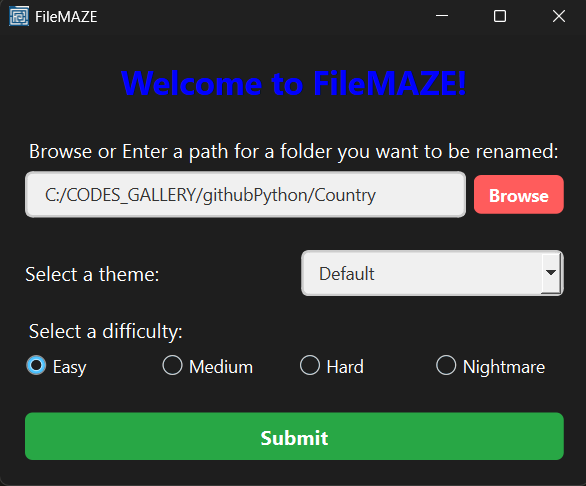 FileMAZE
Welcome to FileMAZE!
Browse or Enter a path for a folder you want to be renamed:
C:/CODES_GALLERY/githubPython/Country Browse
Select a theme: Default
Select a difficulty:
Easy Medium Hard Nightmare
Submit